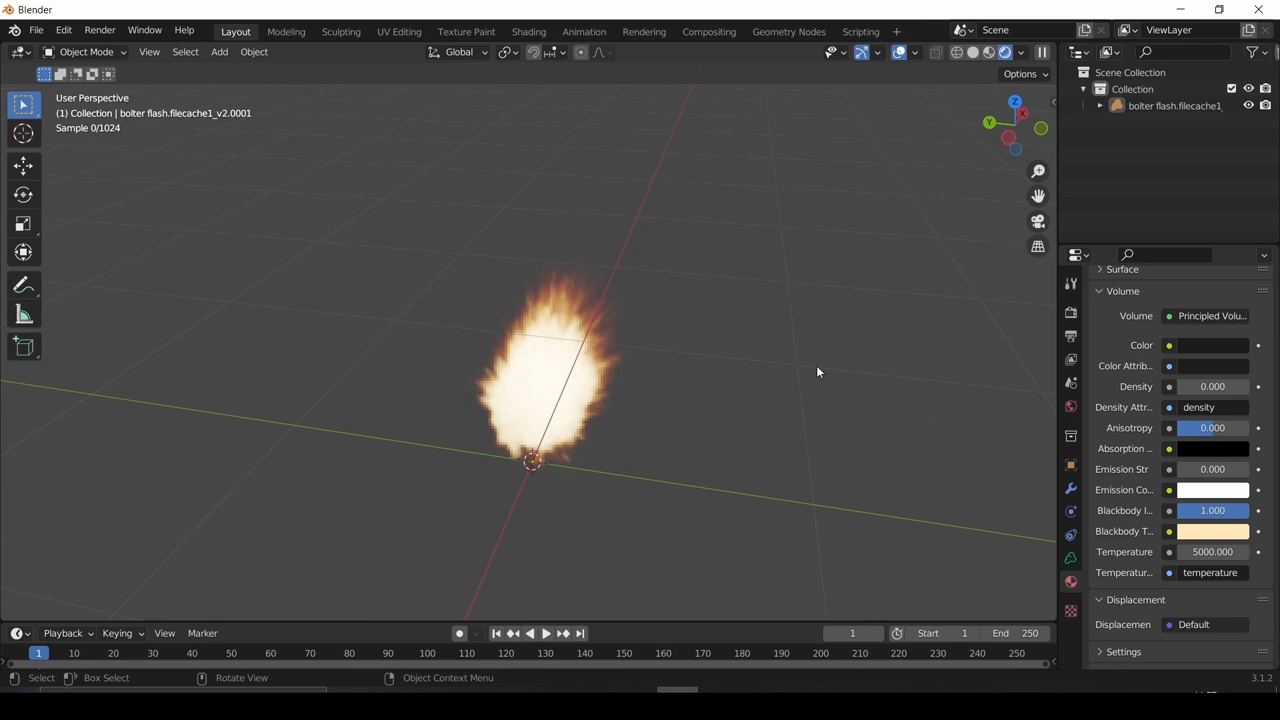 Blender
File Edit Render Window Help Layout Modeling Sculpting UV Editing Texture Paint Shading Animation Rendering Compositing Geometry Nodes Scripting + Scene ViewLayer
Object Mode View Select Add Object Global
Options
User Perspective
(1) Collection | bolter flash.filecache1_v2.0001
Sample 0/1024
Z
X
Y
Scene Collection
Collection
bolter flash.filecache1_
Surface
Volume
Volume Principled Volu...
Color
Color Attrib...
Density 0.000
Density Attr... density
Anisotropy 0.000
Absorption ...
Emission Str 0.000
Emission Co...
Blackbody I... 1.000
Blackbody T...
Temperature 5000.000
Temperatur... temperature
Displacement
Displacemen Default
Settings
Playback Keying View Marker 1 Start 1 End 250
1 10 20 30 40 50 60 70 80 90 100 110 120 130 140 150 160 170 180 190 200 210 220 230 240 250
Select Box Select Rotate View Object Context Menu 3.1.2